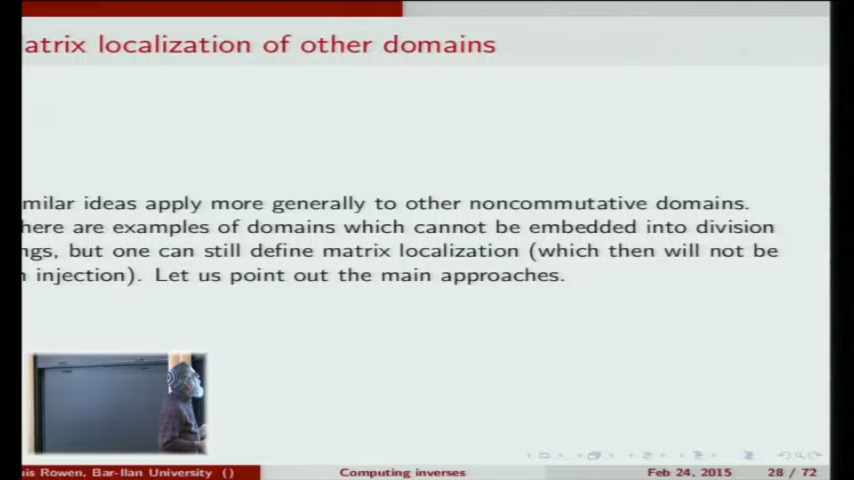 atrix localization of other domains
milar ideas apply more generally to other noncommutative domains.
here are examples of domains which cannot be embedded into division
ngs, but one can still define matrix localization (which then will not be
n injection). Let us point out the main approaches.
is Rowen, Bar-Ilan University () Computing inverses Feb 24, 2015 28 / 72